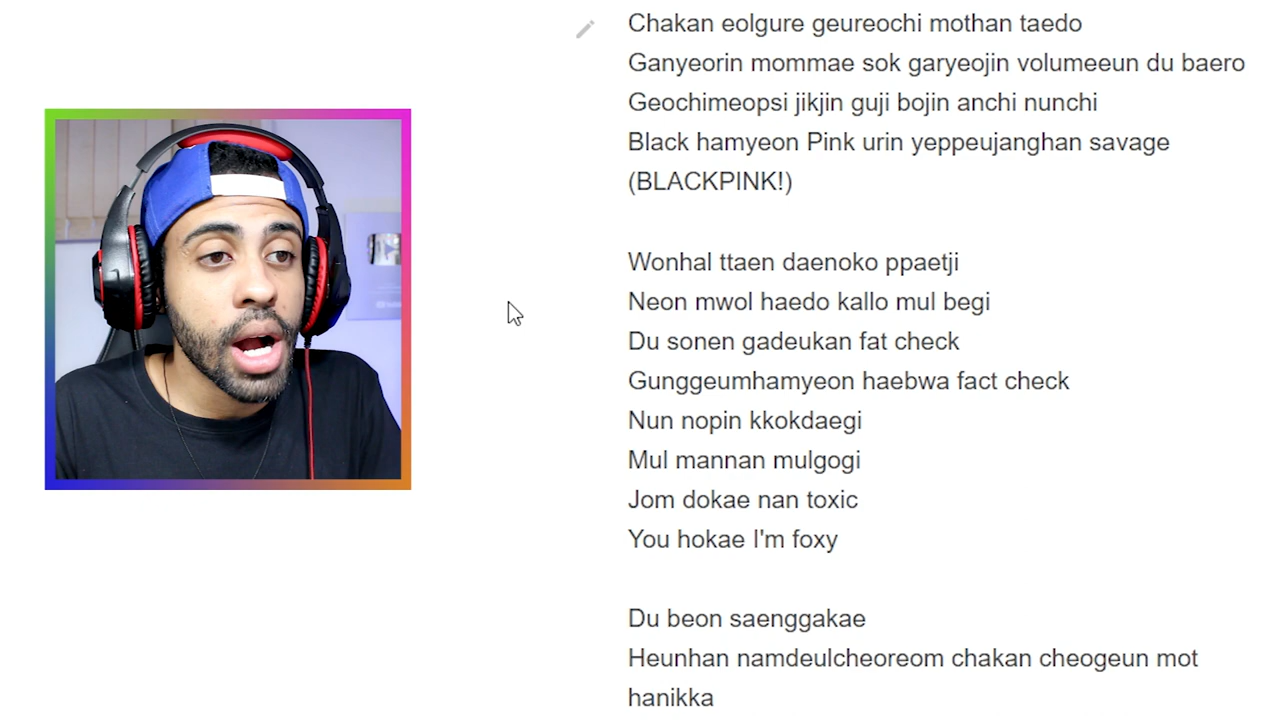 Chakan eolgure geureochi mothan taedo
Ganyeorin mommae sok garyeojin volumeeun du baero
Geochimeopsi jikjin guji bojin anchi nunchi
Black hamyeon Pink urin yeppeujanghan savage
(BLACKPINK!)
Wonhal ttaen daenoko ppaetji
Neon mwol haedo kallo mul begi
Du sonen gadeukan fat check
Gunggeumhamyeon haebwa fact check
Nun nopin kkokdaegi
Mul mannan mulgogi
Jom dokae nan toxic
You hokae I'm foxy
Du beon saenggakae
Heunhan namdeulcheoreom chakan cheogeun mot
hanikka